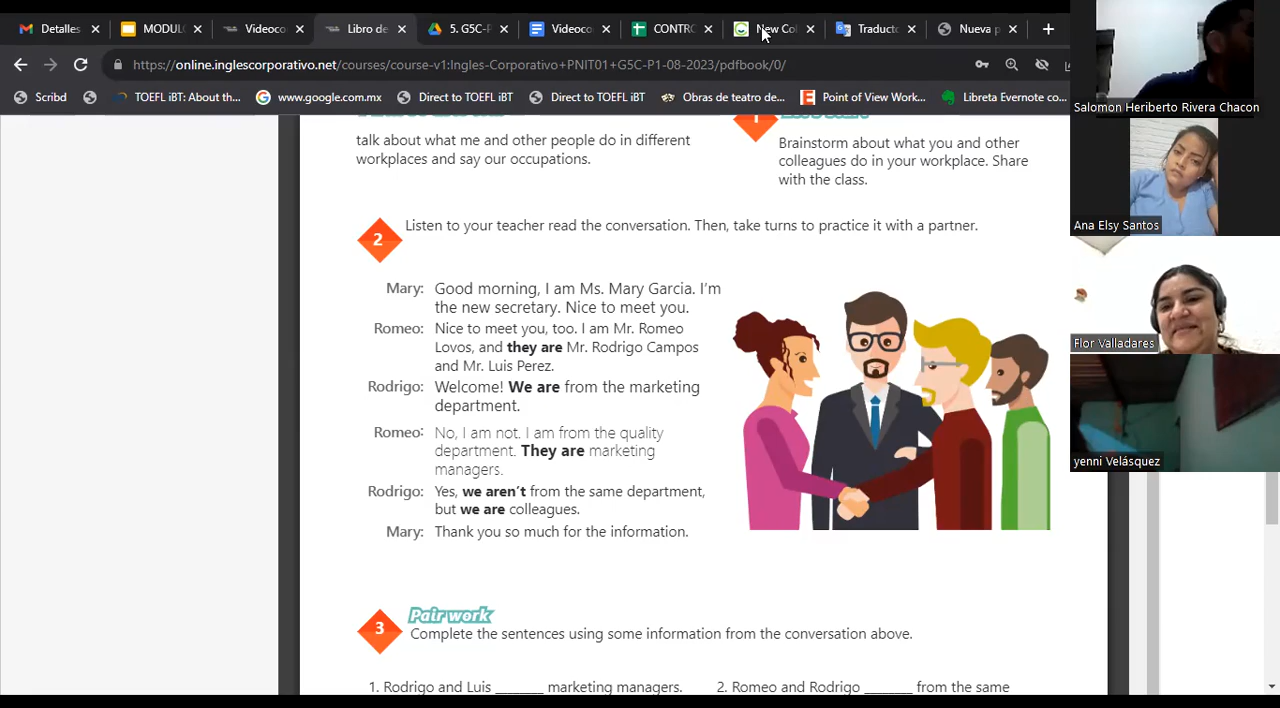 Detalles
MODUL
Videoco
Libro de
5. G5C-P
Videoco
CONTRO
New Col
Traducto
Nueva p
https://online.inglescorporativo.net/courses/course-v1:Ingles-Corporativo+PNIT01+G5C-P1-08-2023/pdfbook/0/
Scribd
TOEFL iBT: About th...
www.google.com.mx
Direct to TOEFL iBT
Direct to TOEFL iBT
Obras de teatro de...
Point of View Work...
Libreta Evernote co...
talk about what me and other people do in different
workplaces and say our occupations.
1
Brainstorm about what you and other
colleagues do in your workplace. Share
with the class.
2
Listen to your teacher read the conversation. Then, take turns to practice it with a partner.
Mary: Good morning, I am Ms. Mary Garcia. I'm
the new secretary. Nice to meet you.
Romeo: Nice to meet you, too. I am Mr. Romeo
Lovos, and they are Mr. Rodrigo Campos
and Mr. Luis Perez.
Rodrigo: Welcome! We are from the marketing
department.
Romeo: No, I am not. I am from the quality
department. They are marketing
managers.
Rodrigo: Yes, we aren't from the same department,
but we are colleagues.
Mary: Thank you so much for the information.
3
Pair work
Complete the sentences using some information from the conversation above.
1. Rodrigo and Luis _______ marketing managers.
2. Romeo and Rodrigo _______ from the same
Salomon Heriberto Rivera Chacon
Ana Elsy Santos
Flor Valladares
yenni Velásquez